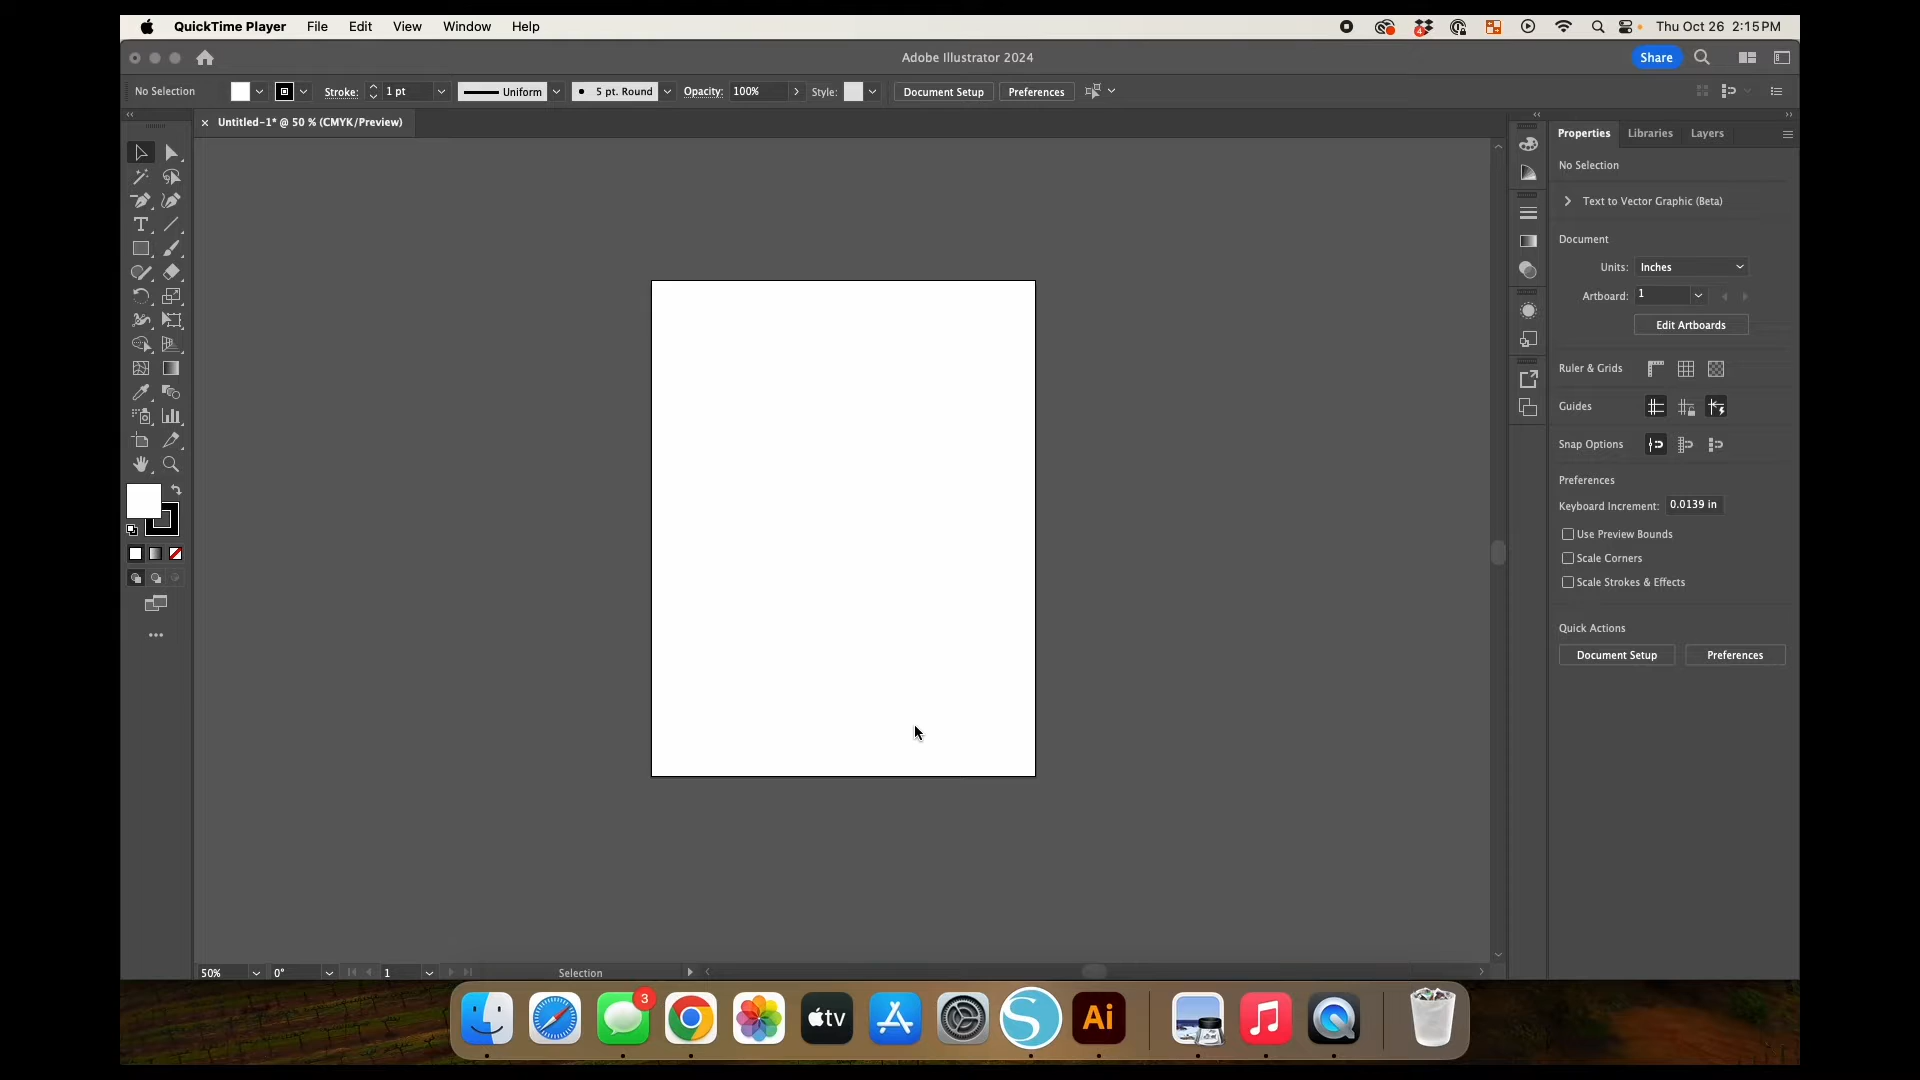 QuickTime Player File Edit View Window Help 4 Thu Oct 26 2:15 PM
Adobe Illustrator 2024 Share
No Selection Stroke: 1 pt Uniform 5 pt. Round Opacity: 100% Style: Document Setup Preferences
Untitled-1* @ 50 % (CMYK/Preview)
Properties Libraries Layers
No Selection
Text to Vector Graphic (Beta)
Document
Units: Inches
Artboard: 1
Edit Artboards
Ruler & Grids
Guides
Snap Options
Preferences
Keyboard Increment: 0.0139 in
Use Preview Bounds
Scale Corners
Scale Strokes & Effects
Quick Actions
Document Setup Preferences
50% 0° 1 Selection
3 tv Ai